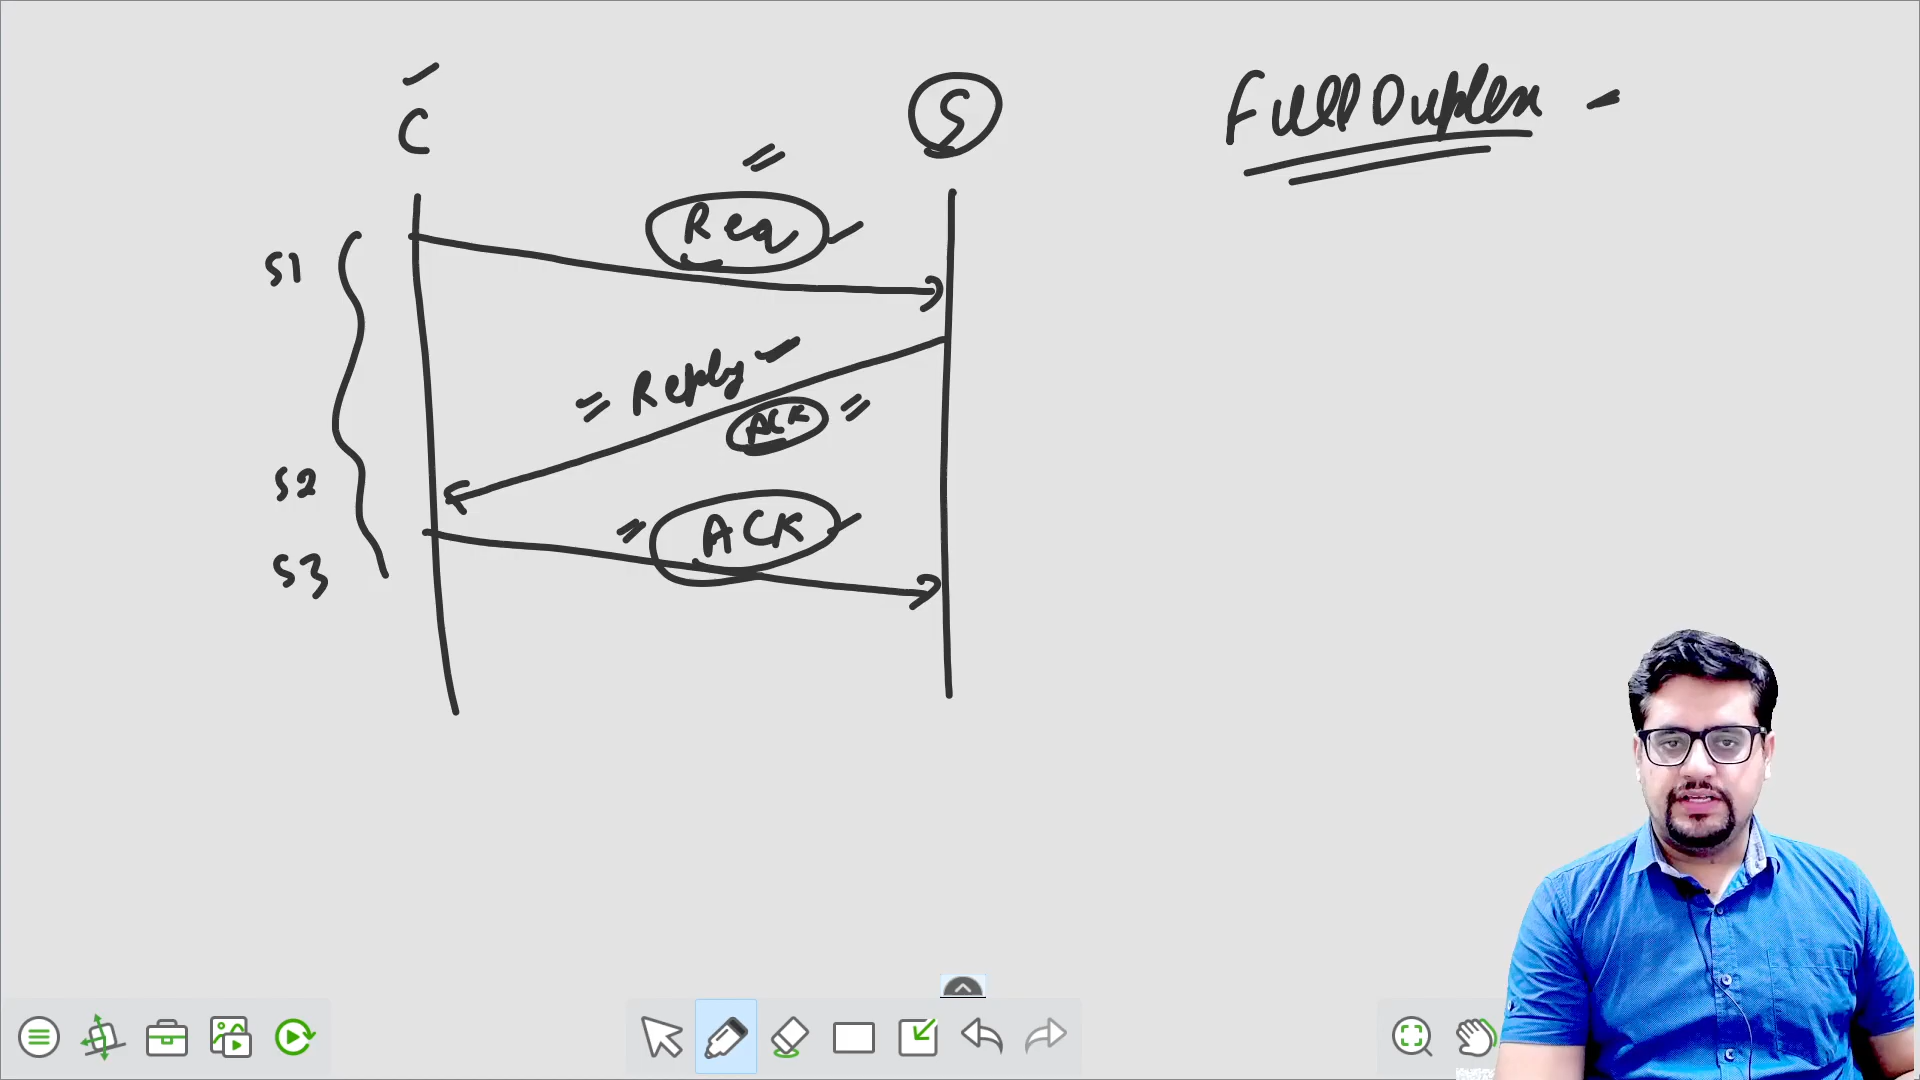 C
S
Full Duplex
Req
S1
Reply
ACK
S2
ACK
S3